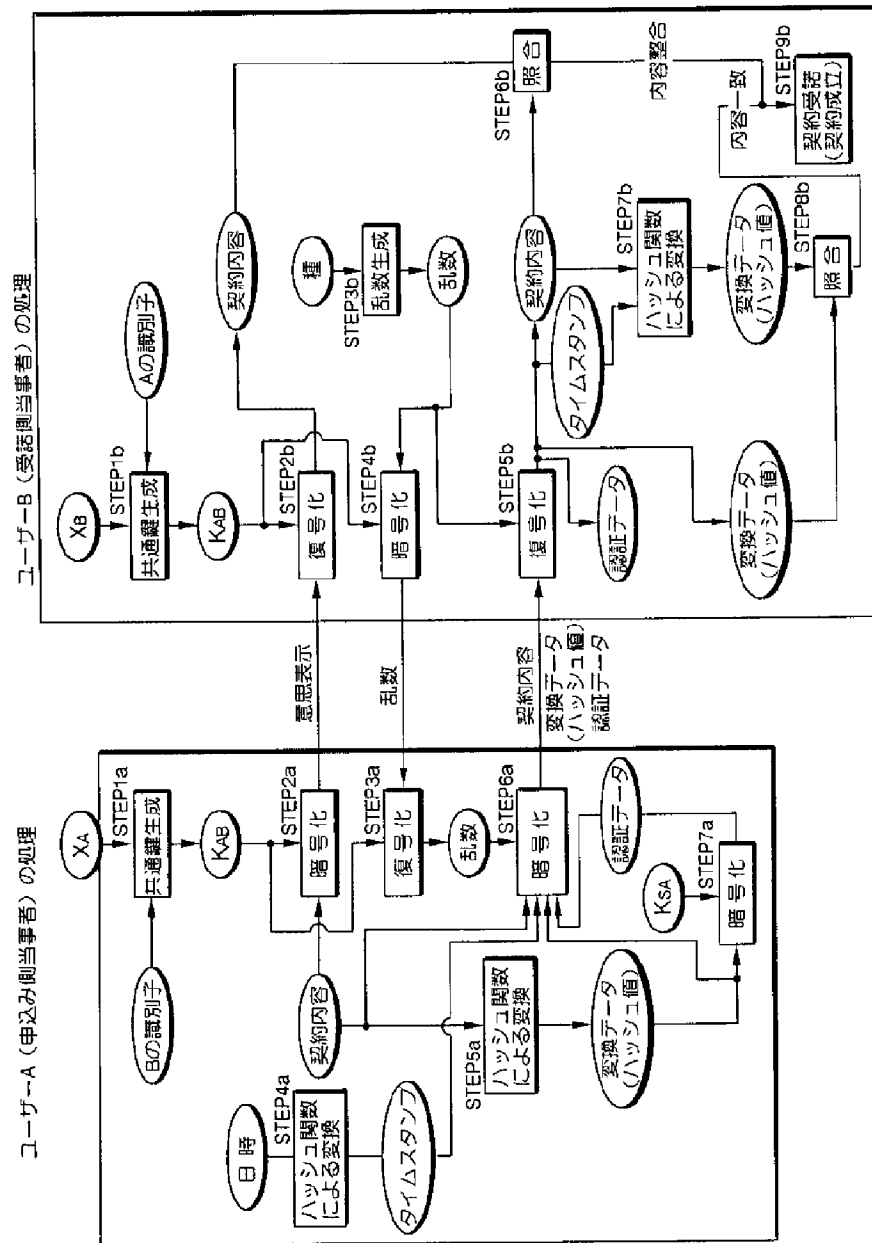 ユーザーA（申込み側当事者）の処理
XA
STEP1a
共通鍵生成
Bの識別子
KAB
STEP2a
暗号化
契約内容
STEP3a
復号化
乱数
日時
STEP4a
ハッシュ関数
による変換
タイムスタンプ
STEP5a
ハッシュ関数
による変換
変換データ
（ハッシュ値）
STEP6a
暗号化
認証データ
KSA
STEP7a
暗号化
意思表示
乱数
契約内容
変換データ
（ハッシュ値）
認証データ
ユーザーB（受諾側当事者）の処理
XB
STEP1b
共通鍵生成
Aの識別子
KAB
STEP2b
復号化
契約内容
種
STEP3b
乱数生成
乱数
STEP4b
暗号化
STEP5b
復号化
認証データ
タイムスタンプ
契約内容
STEP6b
照合
内容整合
STEP7b
ハッシュ関数
による変換
変換データ
（ハッシュ値）
変換データ
（ハッシュ値）
STEP8b
照合
内容一致
STEP9b
契約受諾
（契約成立）